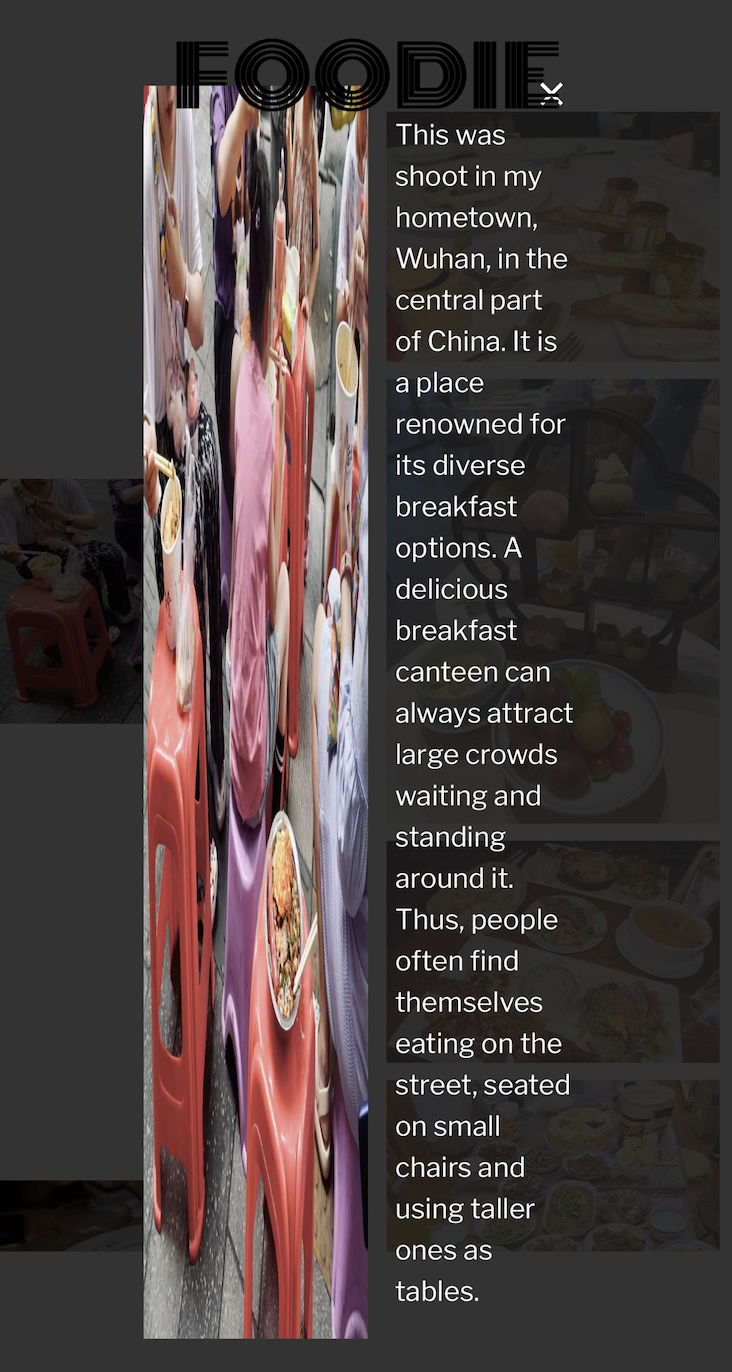 FOODIE
This was
shoot in my
hometown,
Wuhan, in the
central part
of China. It is
a place
renowned for
its diverse
breakfast
options. A
delicious
breakfast
canteen can
always attract
large crowds
waiting and
standing
around it.
Thus, people
often find
themselves
eating on the
street, seated
on small
chairs and
using taller
ones as
tables.